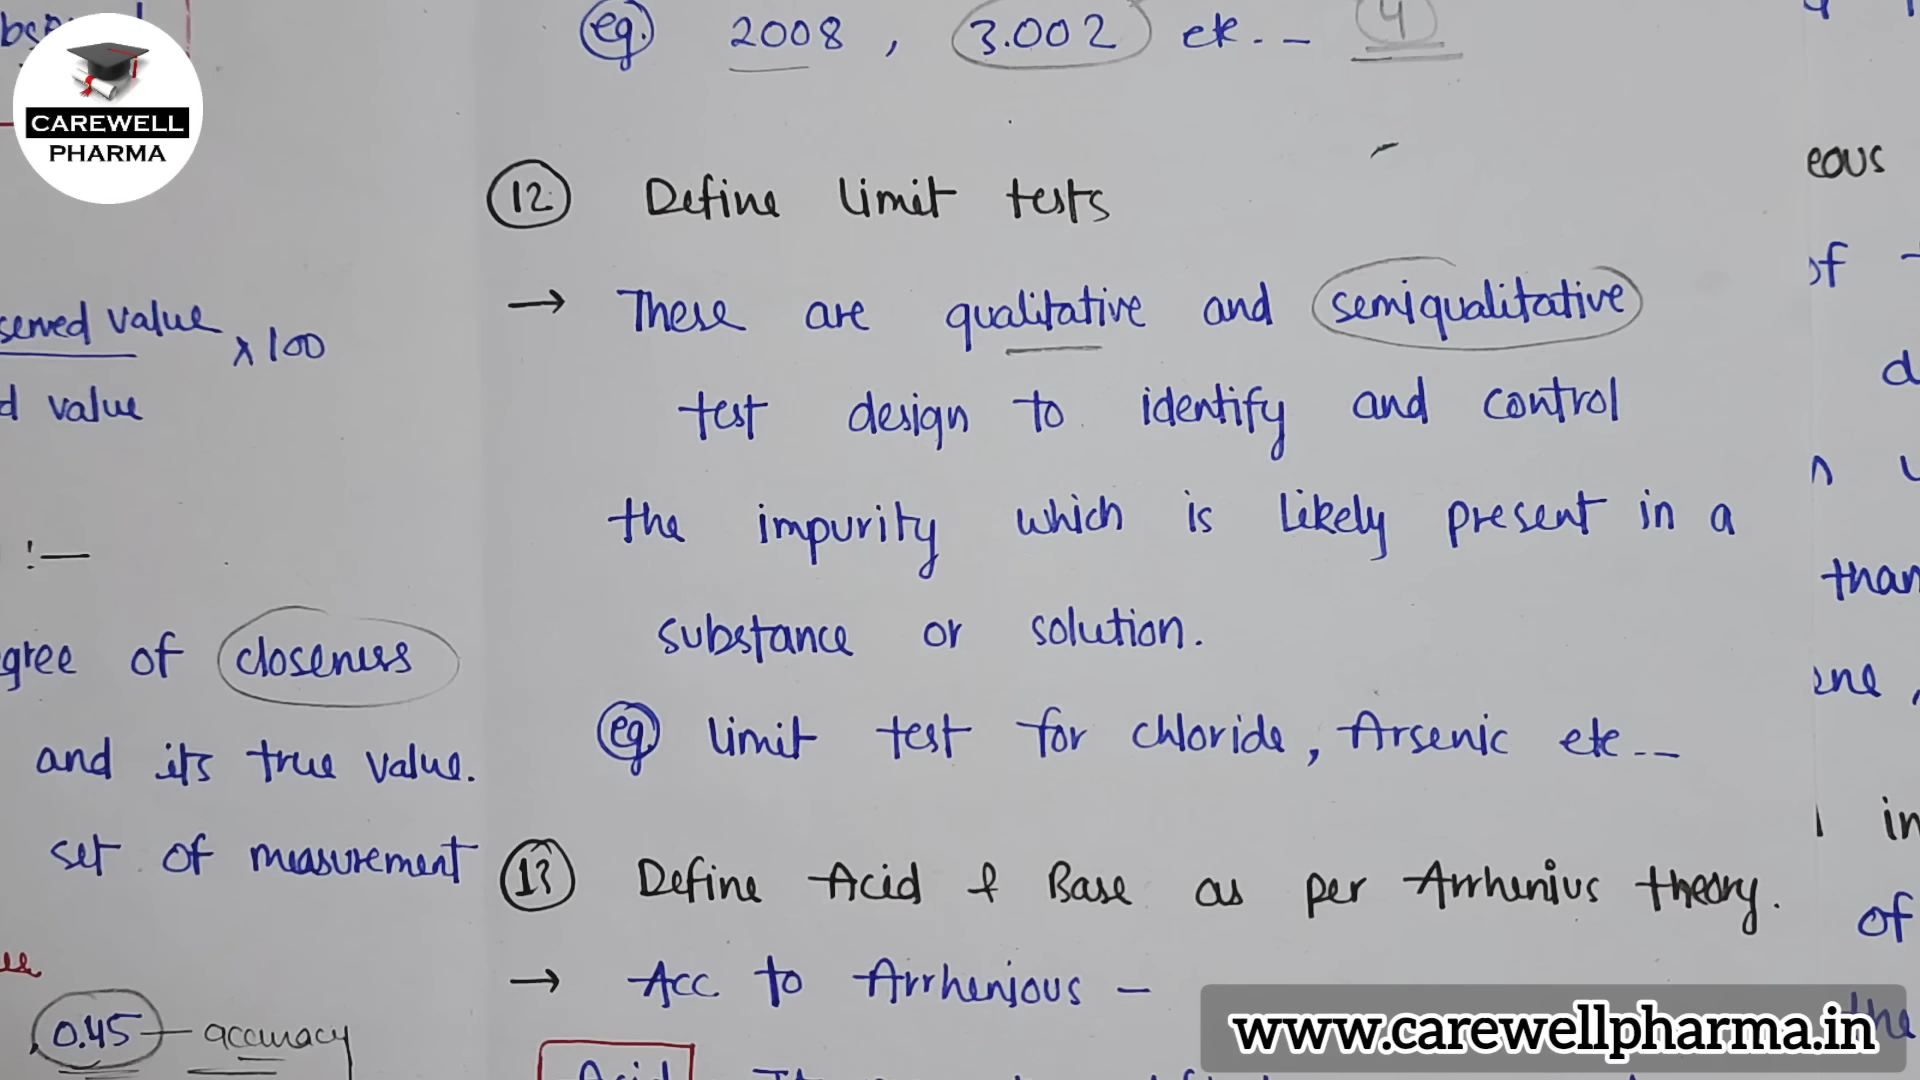 CAREWELL
PHARMA
served value
x 100
d value
:—
gree of closeness
and its true value.
set of measurement
0.45 — accuracy
eg. 2008, 3.002 etc.-- 4
12 Define limit tests
→ These are qualitative and semiqualitative
test design to identify and control
the impurity which is likely present in a
substance or solution.
eg. limit test for chloride, Arsenic etc--
13 Define Acid & Base as per Arrhenius theory.
→ Acc to Arrhenious -
Acid
eous
of
than
in
of
the
www.carewellpharma.in